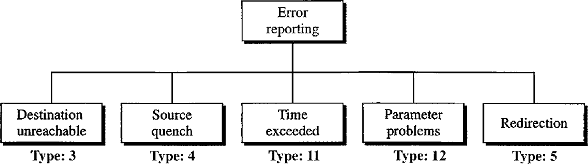 Error
reporting
Destination
unreachable
Source
quench
Time
exceeded
Parameter
problems
Redirection
Type: 3
Type: 4
Type: 11
Type: 12
Type: 5